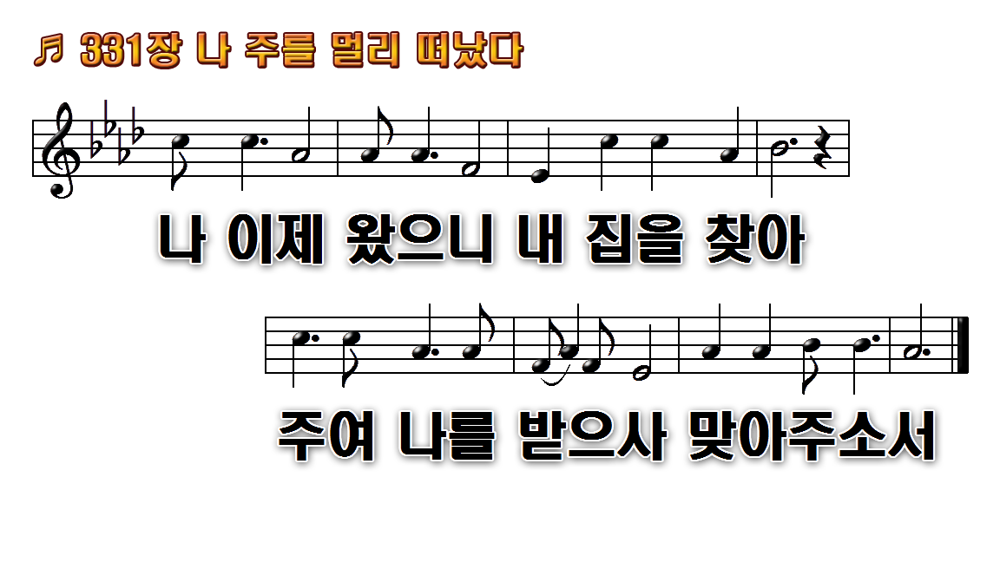 331장 나 주를 멀리 떠났다
나 이제 왔으니 내 집을 찾아
주여 나를 받으사 맞아주소서